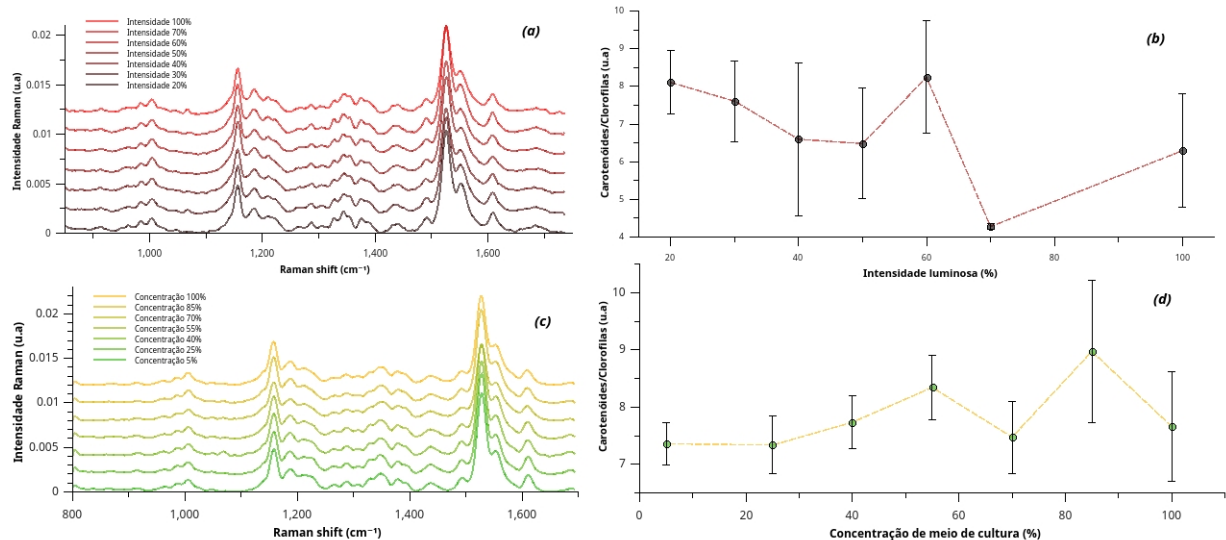 Intensidade 100%
Intensidade 70%
Intensidade 60%
Intensidade 50%
Intensidade 40%
Intensidade 30%
Intensidade 20%
(a)
Intensidade Raman (u.a)
0.02
0.015
0.01
0.005
0
1,000
1,200
1,400
1,600
Raman shift (cm⁻¹)
(b)
Carotenóides/Clorofilas (u.a)
10
9
8
7
6
5
4
20
40
60
80
100
Intensidade luminosa (%)
Concentração 100%
Concentração 85%
Concentração 70%
Concentração 55%
Concentração 40%
Concentração 25%
Concentração 5%
(c)
Intensidade Raman (u.a)
0.02
0.015
0.01
0.005
0
800
1,000
1,200
1,400
1,600
Raman shift (cm⁻¹)
(d)
Carotenóides/Clorofilas (u.a)
10
9
8
7
0
20
40
60
80
100
Concentração de meio de cultura (%)